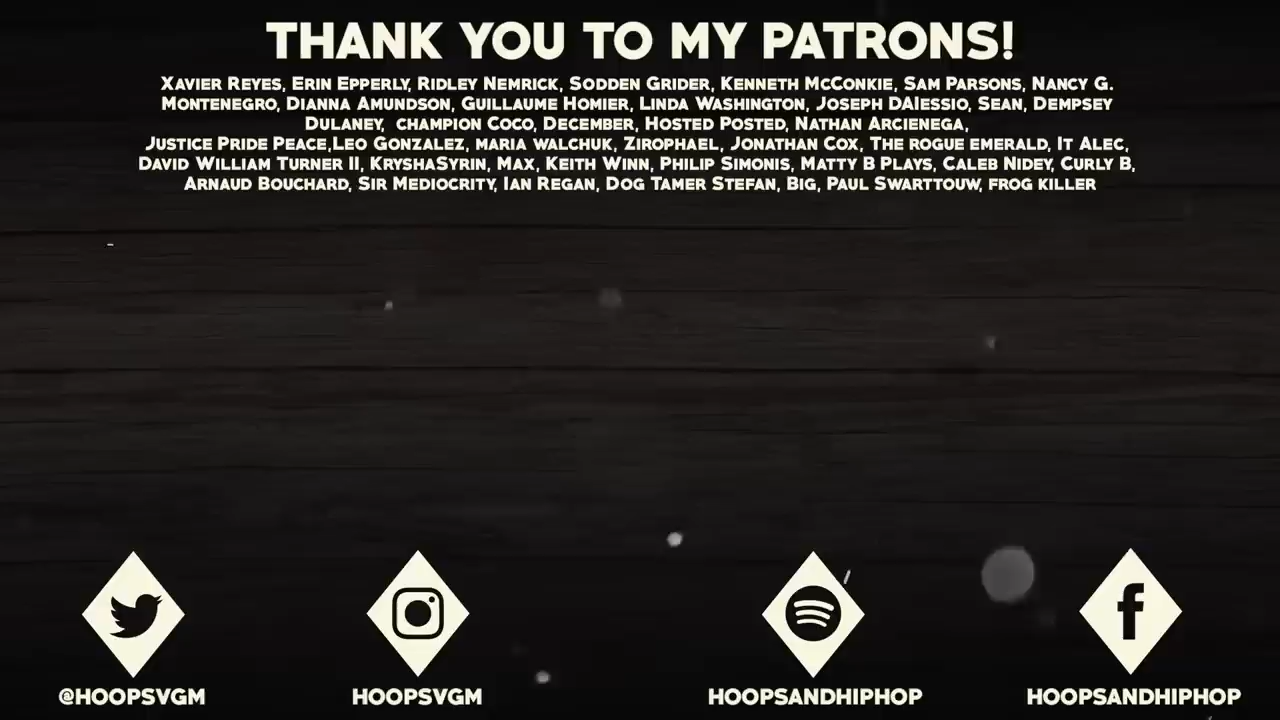 THANK YOU TO MY PATRONS!
Xavier Reyes, Erin Epperly, Ridley Nemrick, Sodden Grider, Kenneth McConkie, Sam Parsons, Nancy G.
Montenegro, Dianna Amundson, Guillaume Homier, Linda Washington, Joseph DAlessio, Sean, Dempsey
Dulaney, champion Coco, December, Hosted Posted, Nathan Arcienega,
Justice Pride Peace,Leo Gonzalez, maria walchuk, Zirophael, Jonathan Cox, The rogue emerald, It Alec,
David William Turner II, KryshaSyrin, Max, Keith Winn, Philip Simonis, Matty B Plays, Caleb Nidey, Curly B,
Arnaud Bouchard, Sir Mediocrity, Ian Regan, Dog Tamer Stefan, Big, Paul Swarttouw, frog killer
@HOOPSVGM
HOOPSVGM
HOOPSANDHIPHOP
HOOPSANDHIPHOP